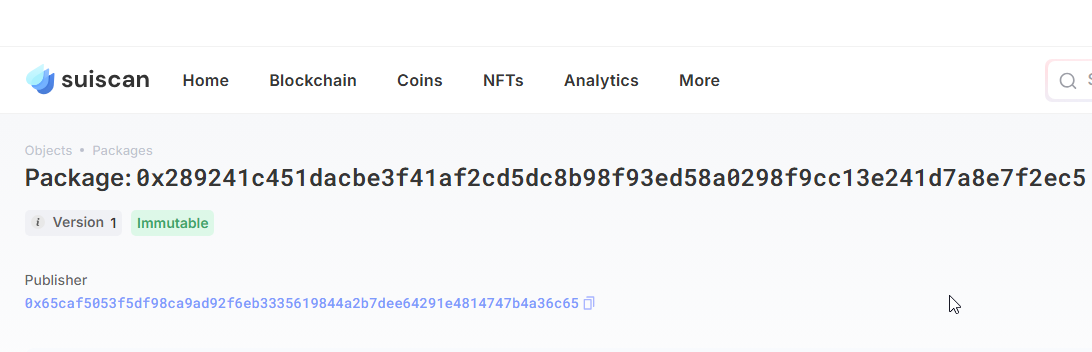 suiscan Home Blockchain Coins NFTs Analytics More
Objects • Packages
Package: 0x289241c451dacbe3f41af2cd5dc8b98f93ed58a0298f9cc13e241d7a8e7f2ec5
i Version 1 Immutable
Publisher
0x65caf5053f5df98ca9ad92f6eb3335619844a2b7dee64291e4814747b4a36c65